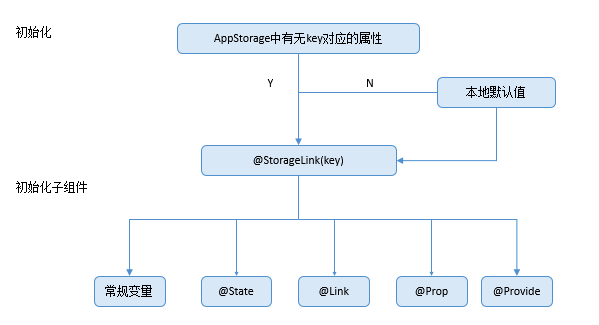 初始化
AppStorage中有无key对应的属性
Y
N
本地默认值
@StorageLink(key)
初始化子组件
常规变量
@State
@Link
@Prop
@Provide